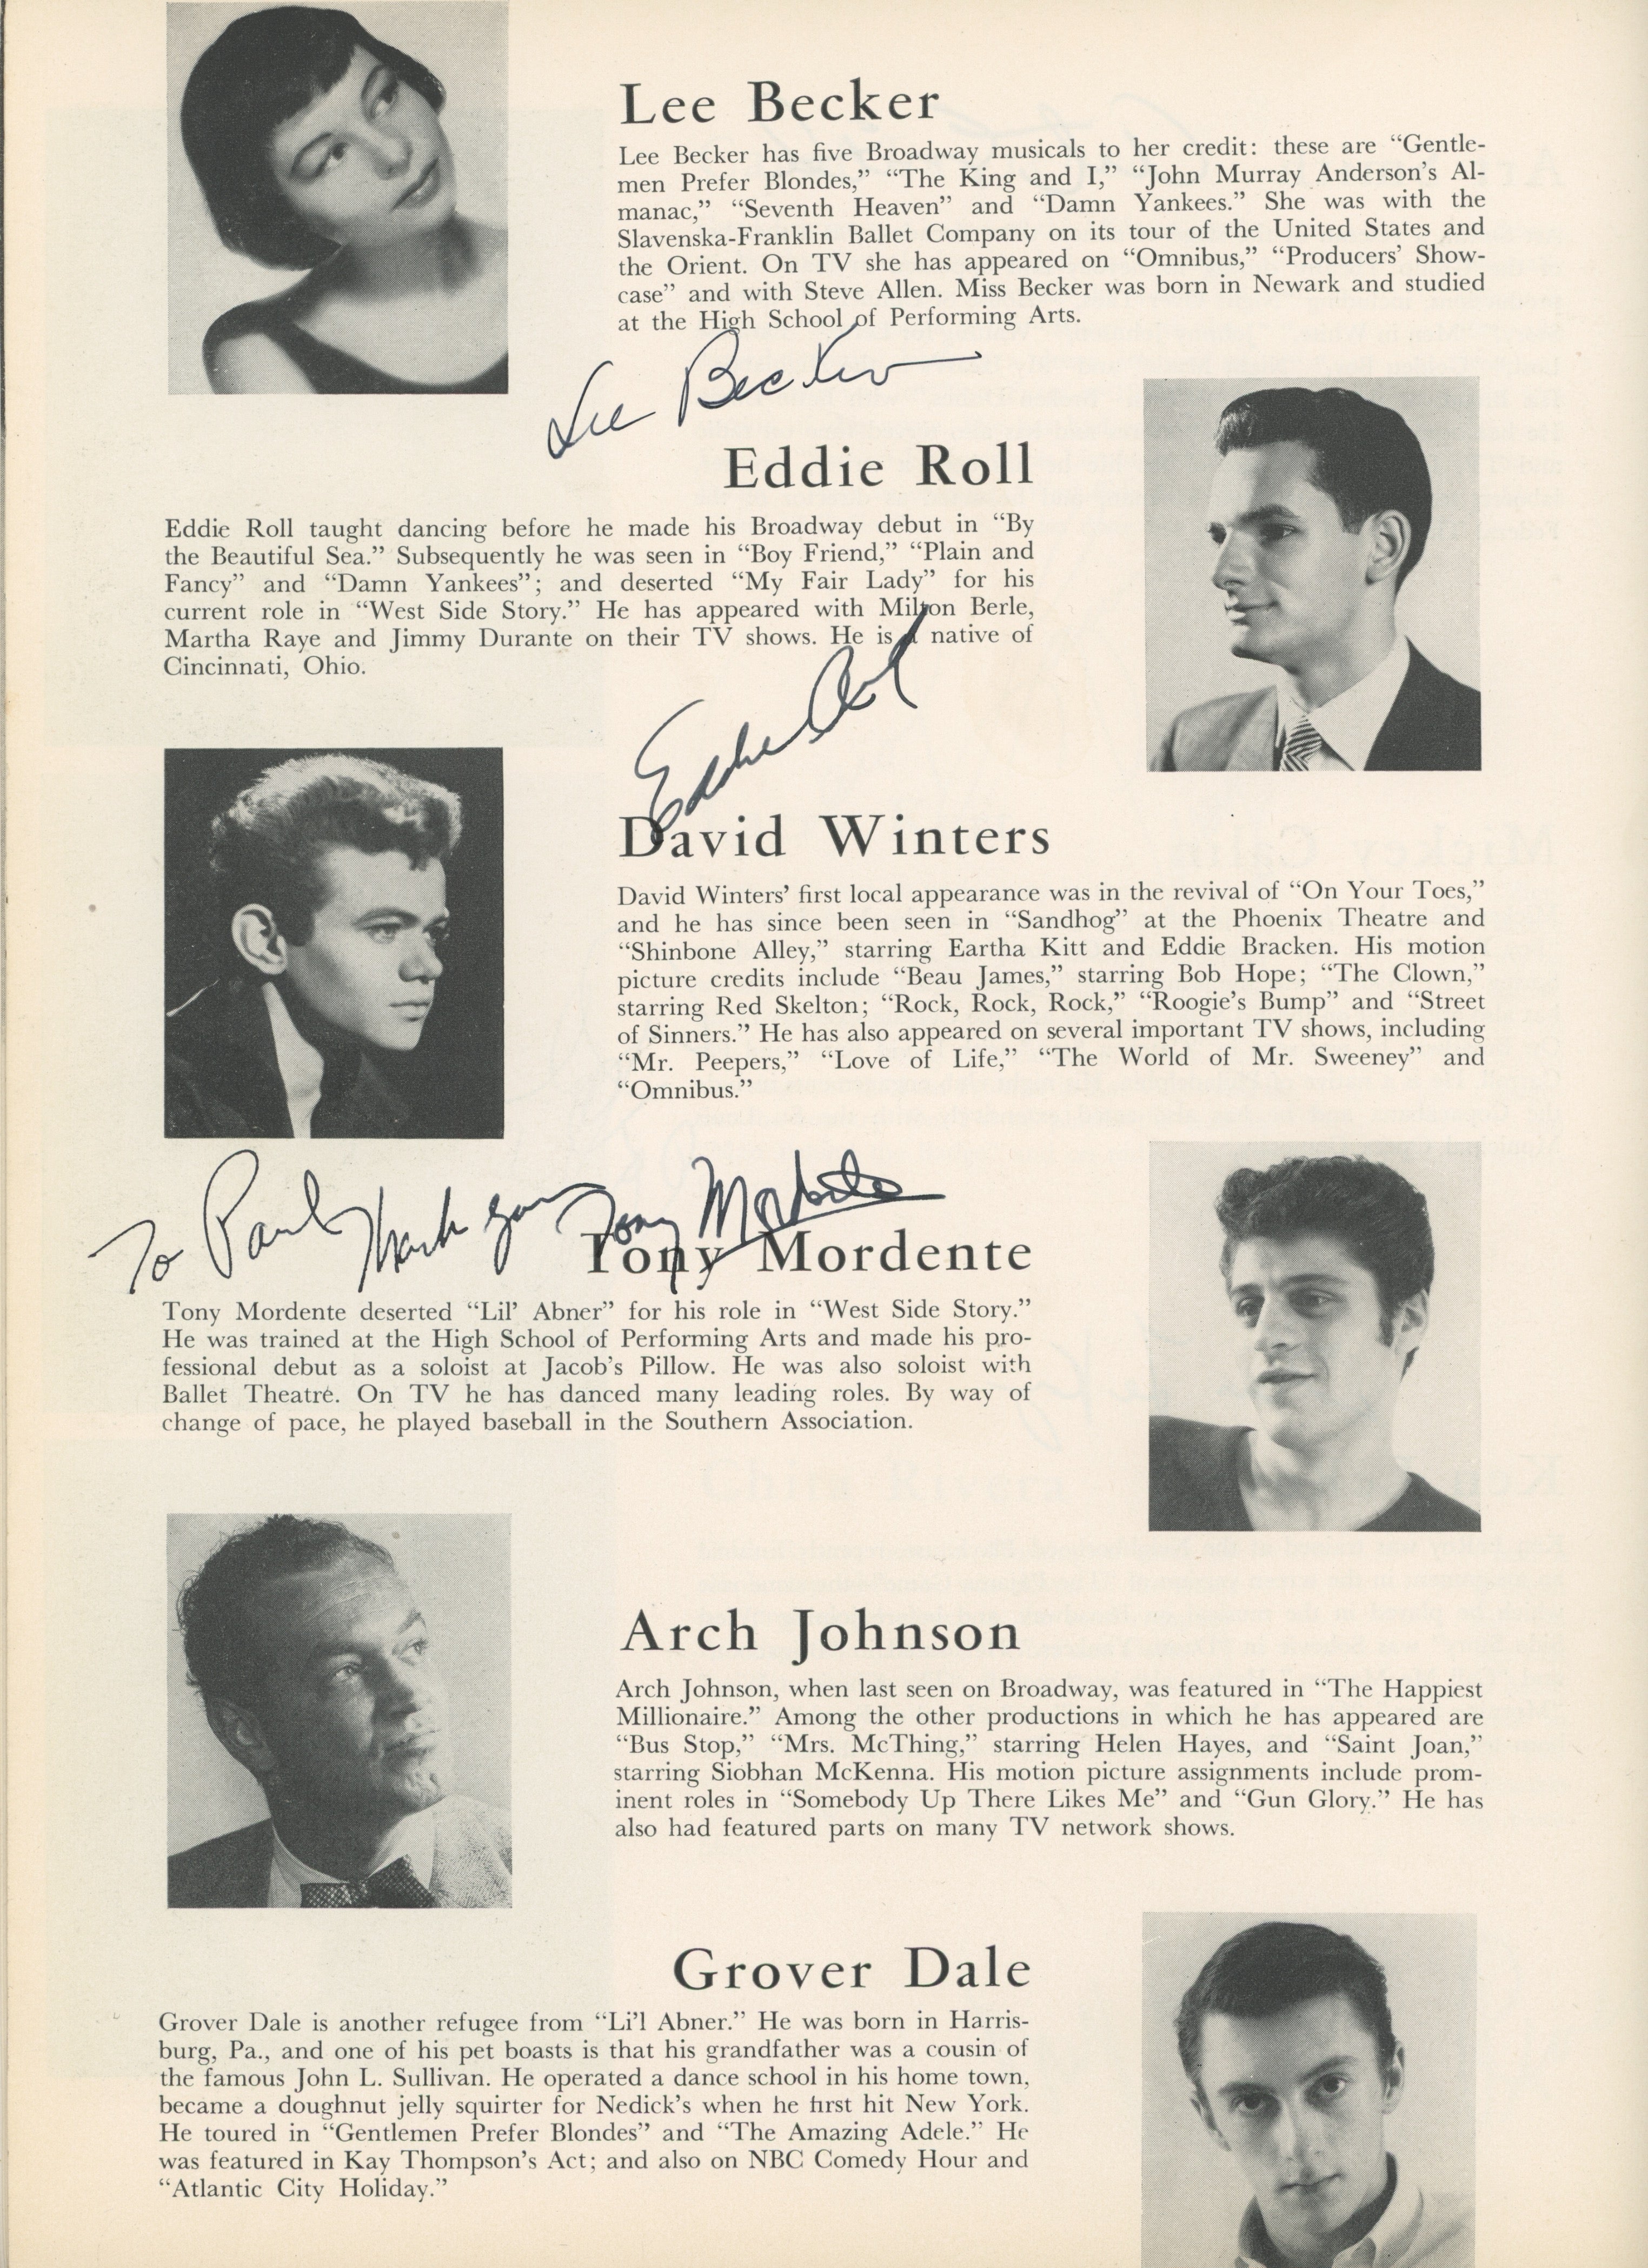 Lee Becker
Lee Becker has five Broadway musicals to her credit: these are “Gentle-
men Prefer Blondes,” “The King and I,” “John Murray Anderson’s Al-
manac,” “Seventh Heaven” and “Damn Yankees.” She was with the
Slavenska-Franklin Ballet Company on its tour of the United States and
the Orient. On TV she has appeared on “Omnibus,” “Producers’ Show-
case” and with Steve Allen. Miss Becker was born in Newark and studied
at the High School of Performing Arts.
Lee Becker
Eddie Roll
Eddie Roll taught dancing before he made his Broadway debut in “By
the Beautiful Sea.” Subsequently he was seen in “Boy Friend,” “Plain and
Fancy” and “Damn Yankees”; and deserted “My Fair Lady” for his
current role in “West Side Story.” He has appeared with Milton Berle,
Martha Raye and Jimmy Durante on their TV shows. He is a native of
Cincinnati, Ohio.
Eddie Roll
David Winters
David Winters’ first local appearance was in the revival of “On Your Toes,”
and he has since been seen in “Sandhog” at the Phoenix Theatre and
“Shinbone Alley,” starring Eartha Kitt and Eddie Bracken. His motion
picture credits include “Beau James,” starring Bob Hope; “The Clown,”
starring Red Skelton; “Rock, Rock, Rock,” “Roogie’s Bump” and “Street
of Sinners.” He has also appeared on several important TV shows, including
“Mr. Peepers,” “Love of Life,” “The World of Mr. Sweeney” and
“Omnibus.”
To Paul Thank you Tony Mordente
Tony Mordente
Tony Mordente deserted “Lil’ Abner” for his role in “West Side Story.”
He was trained at the High School of Performing Arts and made his pro-
fessional debut as a soloist at Jacob’s Pillow. He was also soloist with
Ballet Theatre. On TV he has danced many leading roles. By way of
change of pace, he played baseball in the Southern Association.
Arch Johnson
Arch Johnson, when last seen on Broadway, was featured in “The Happiest
Millionaire.” Among the other productions in which he has appeared are
“Bus Stop,” “Mrs. McThing,” starring Helen Hayes, and “Saint Joan,”
starring Siobhan McKenna. His motion picture assignments include prom-
inent roles in “Somebody Up There Likes Me” and “Gun Glory.” He has
also had featured parts on many TV network shows.
Grover Dale
Grover Dale is another refugee from “Li’l Abner.” He was born in Harris-
burg, Pa., and one of his pet boasts is that his grandfather was a cousin of
the famous John L. Sullivan. He operated a dance school in his home town,
became a doughnut jelly squirter for Nedick’s when he first hit New York.
He toured in “Gentlemen Prefer Blondes” and “The Amazing Adele.” He
was featured in Kay Thompson’s Act; and also on NBC Comedy Hour and
“Atlantic City Holiday.”